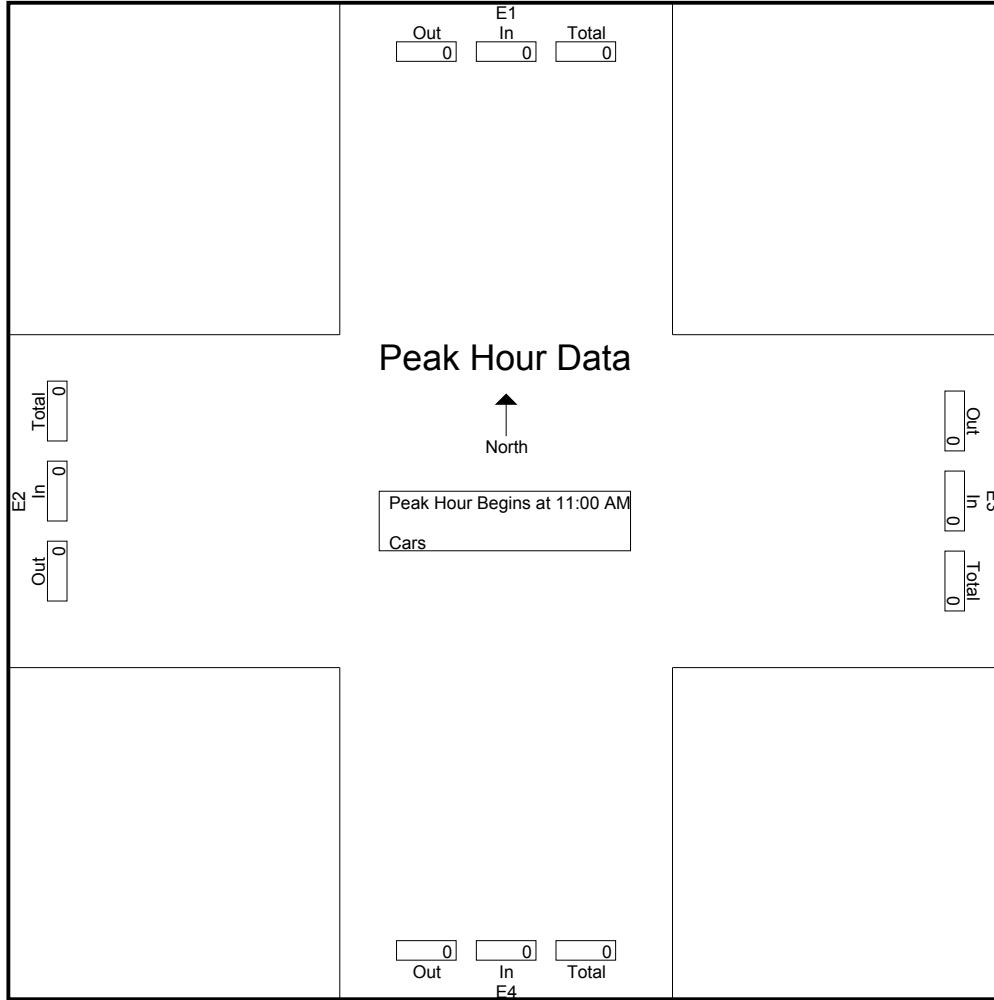 E1
Out In Total
0 0 0
Peak Hour Data
North
Peak Hour Begins at 11:00 AM
Cars
E2
Out In Total
0 0 0
E3
Out In Total
0 0 0
0 0 0
Out In Total
E4